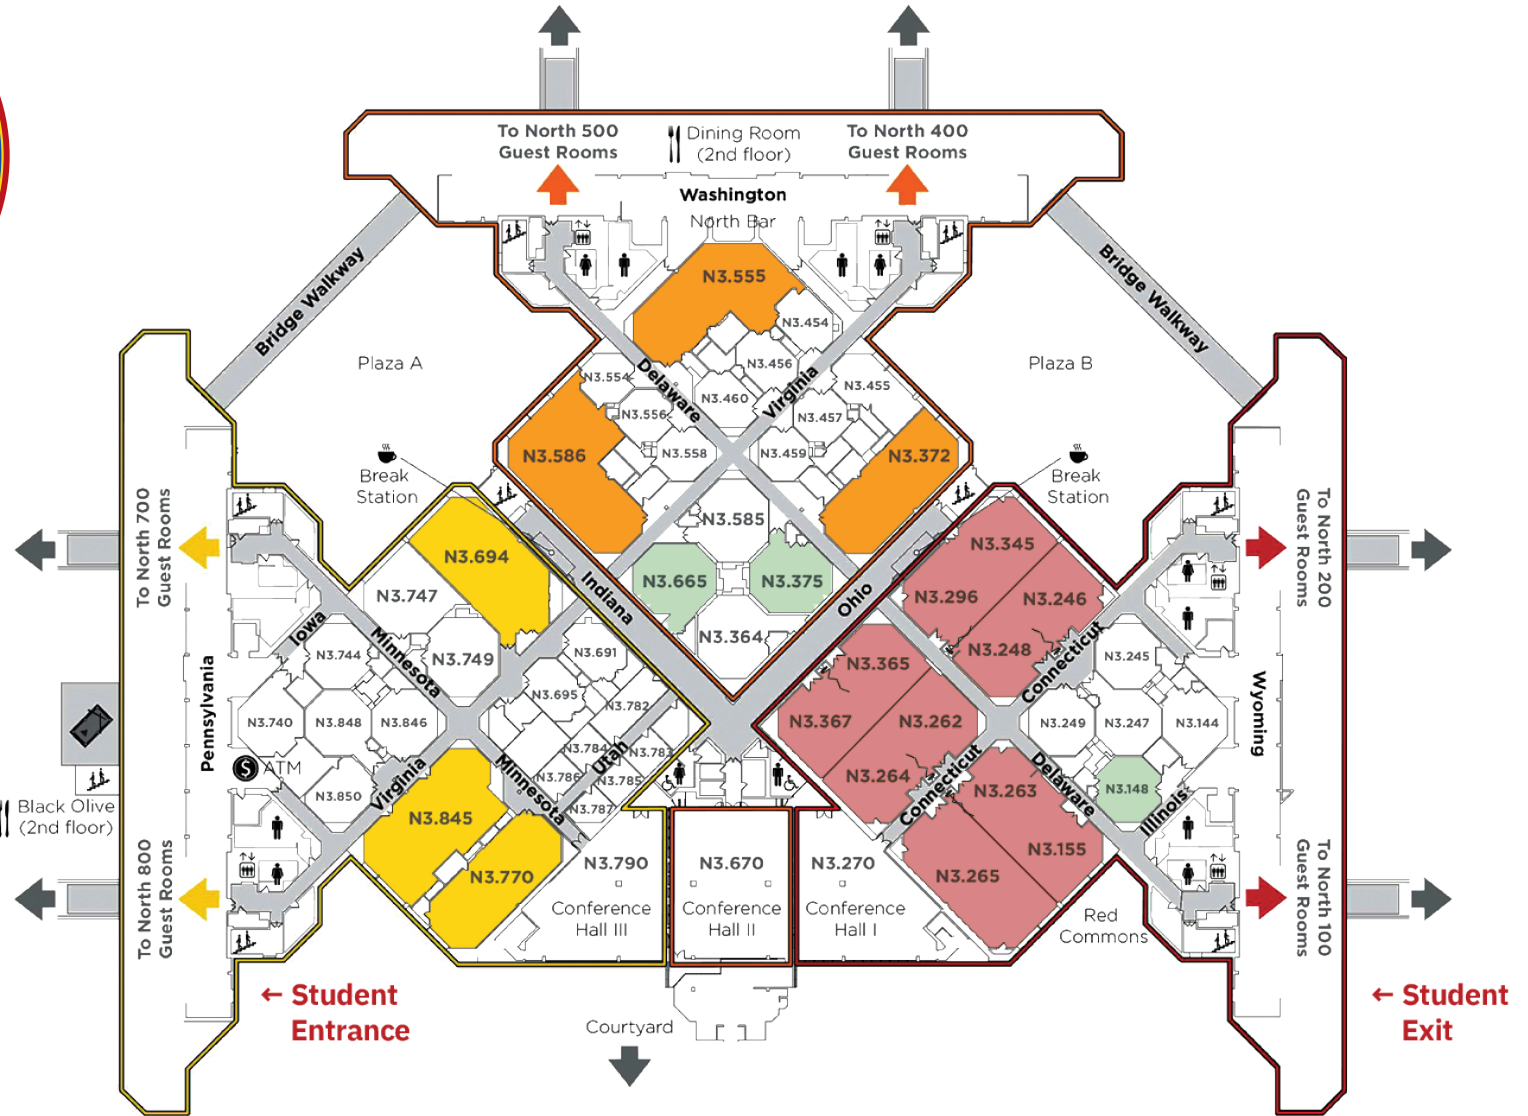 To North 500
Guest Rooms
Dining Room
(2nd floor)
To North 400
Guest Rooms
Washington
North Bar
Bridge Walkway
Bridge Walkway
N3.555
N3.454
Plaza A
Plaza B
N3.456
N3.554
Delaware
Virginia
N3.455
N3.460
N3.556
N3.457
N3.586
N3.558
N3.459
N3.372
Break
Station
Break
Station
N3.585
N3.665
N3.375
Indiana
Ohio
N3.364
To North 700
Guest Rooms
N3.694
N3.747
Iowa
Minnesota
N3.744
N3.749
N3.691
N3.695
N3.782
Pennsylvania
N3.740
N3.848
N3.846
N3.784
N3.783
Utah
N3.786
N3.785
N3.787
Minnesota
Virginia
ATM
S
N3.850
N3.845
N3.770
Black Olive
(2nd floor)
To North 800
Guest Rooms
N3.345
N3.296
N3.246
N3.248
Connecticut
N3.365
N3.367
N3.262
N3.264
Connecticut
N3.245
N3.249
N3.247
N3.144
Delaware
N3.148
Illinois
N3.263
N3.155
N3.265
Wyoming
To North 200
Guest Rooms
To North 100
Guest Rooms
N3.790
Conference
Hall III
N3.670
Conference
Hall II
N3.270
Conference
Hall I
Red
Commons
← Student
Entrance
← Student
Exit
Courtyard